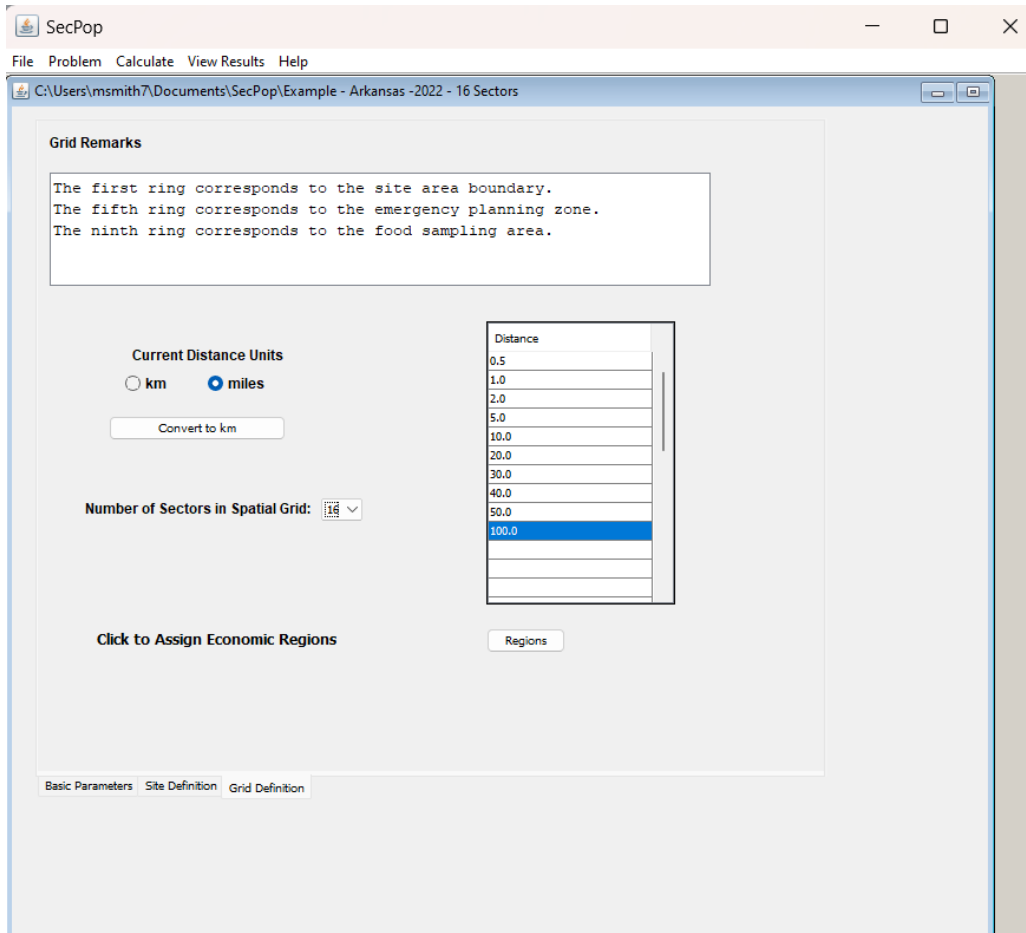 SecPop
File Problem Calculate View Results Help
C:\Users\msmith7\Documents\SecPop\Example - Arkansas -2022 - 16 Sectors
Grid Remarks
The first ring corresponds to the site area boundary.
The fifth ring corresponds to the emergency planning zone.
The ninth ring corresponds to the food sampling area.
Current Distance Units
km miles
Convert to km
Number of Sectors in Spatial Grid: 16
Distance
0.5
1.0
2.0
5.0
10.0
20.0
30.0
40.0
50.0
100.0
Click to Assign Economic Regions
Regions
Basic Parameters Site Definition Grid Definition